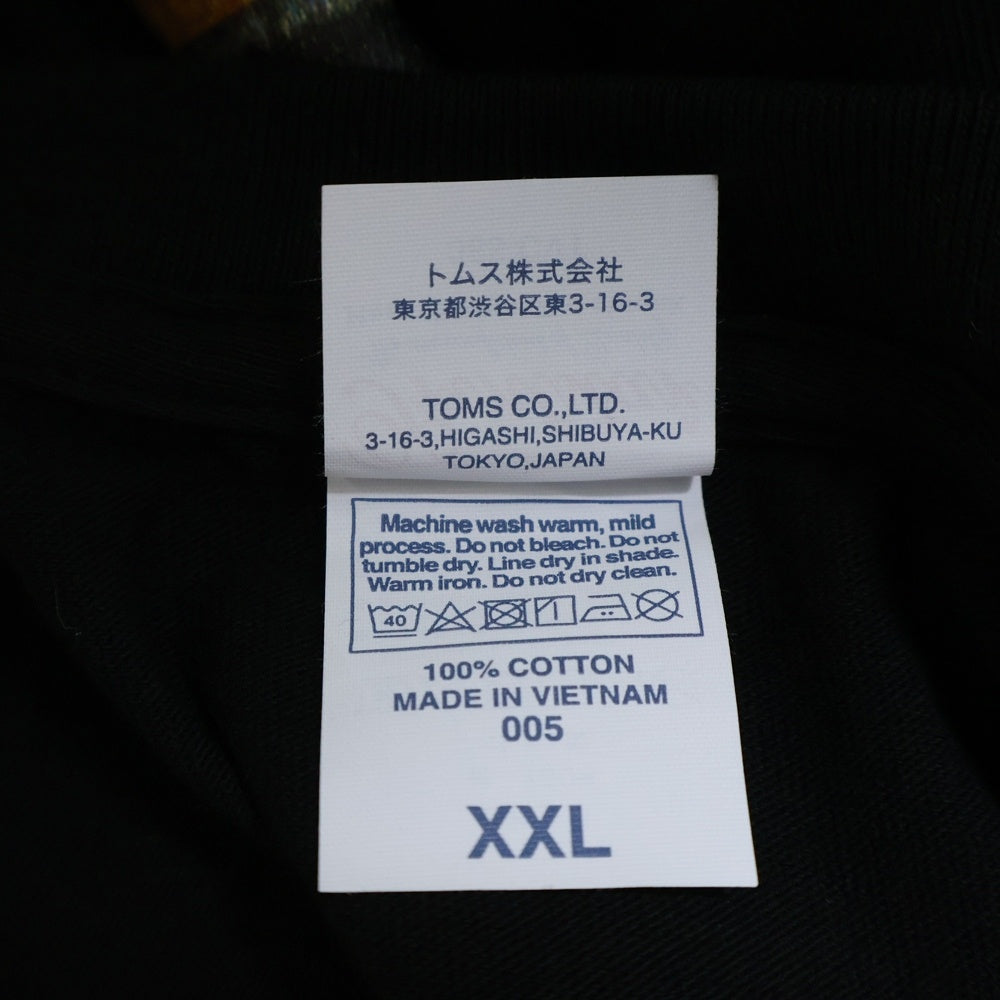 トムス株式会社
東京都渋谷区東3-16-3
TOMS CO.,LTD.
3-16-3,HIGASHI,SHIBUYA-KU
TOKYO,JAPAN
Machine wash warm, mild
process. Do not bleach. Do not
tumble dry. Line dry in shade.
Warm iron. Do not dry clean.
40
100% COTTON
MADE IN VIETNAM
005
XXL